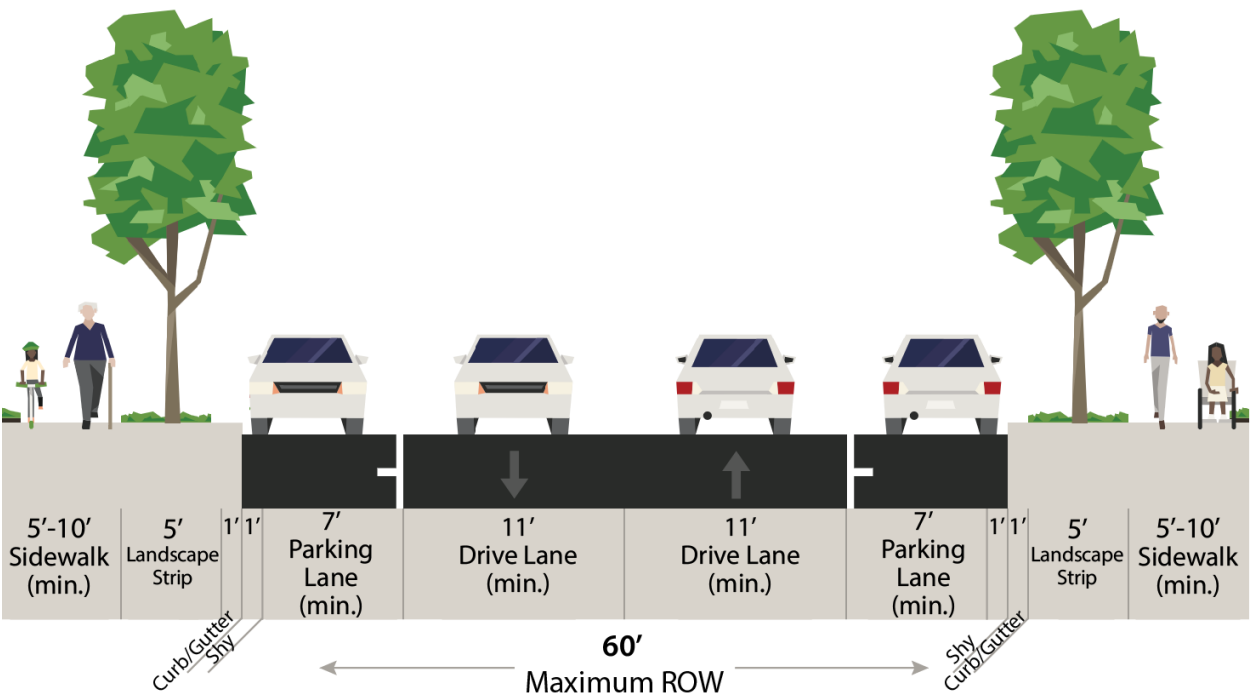 5’-10’
Sidewalk
(min.)
5’
Landscape
Strip
1’
1’
7’
Parking
Lane
(min.)
11’
Drive Lane
(min.)
11’
Drive Lane
(min.)
7’
Parking
Lane
(min.)
1’
1’
5’
Landscape
Strip
5’-10’
Sidewalk
(min.)
Curb/Gutter
Shy
Shy
Curb/Gutter
60’
Maximum ROW